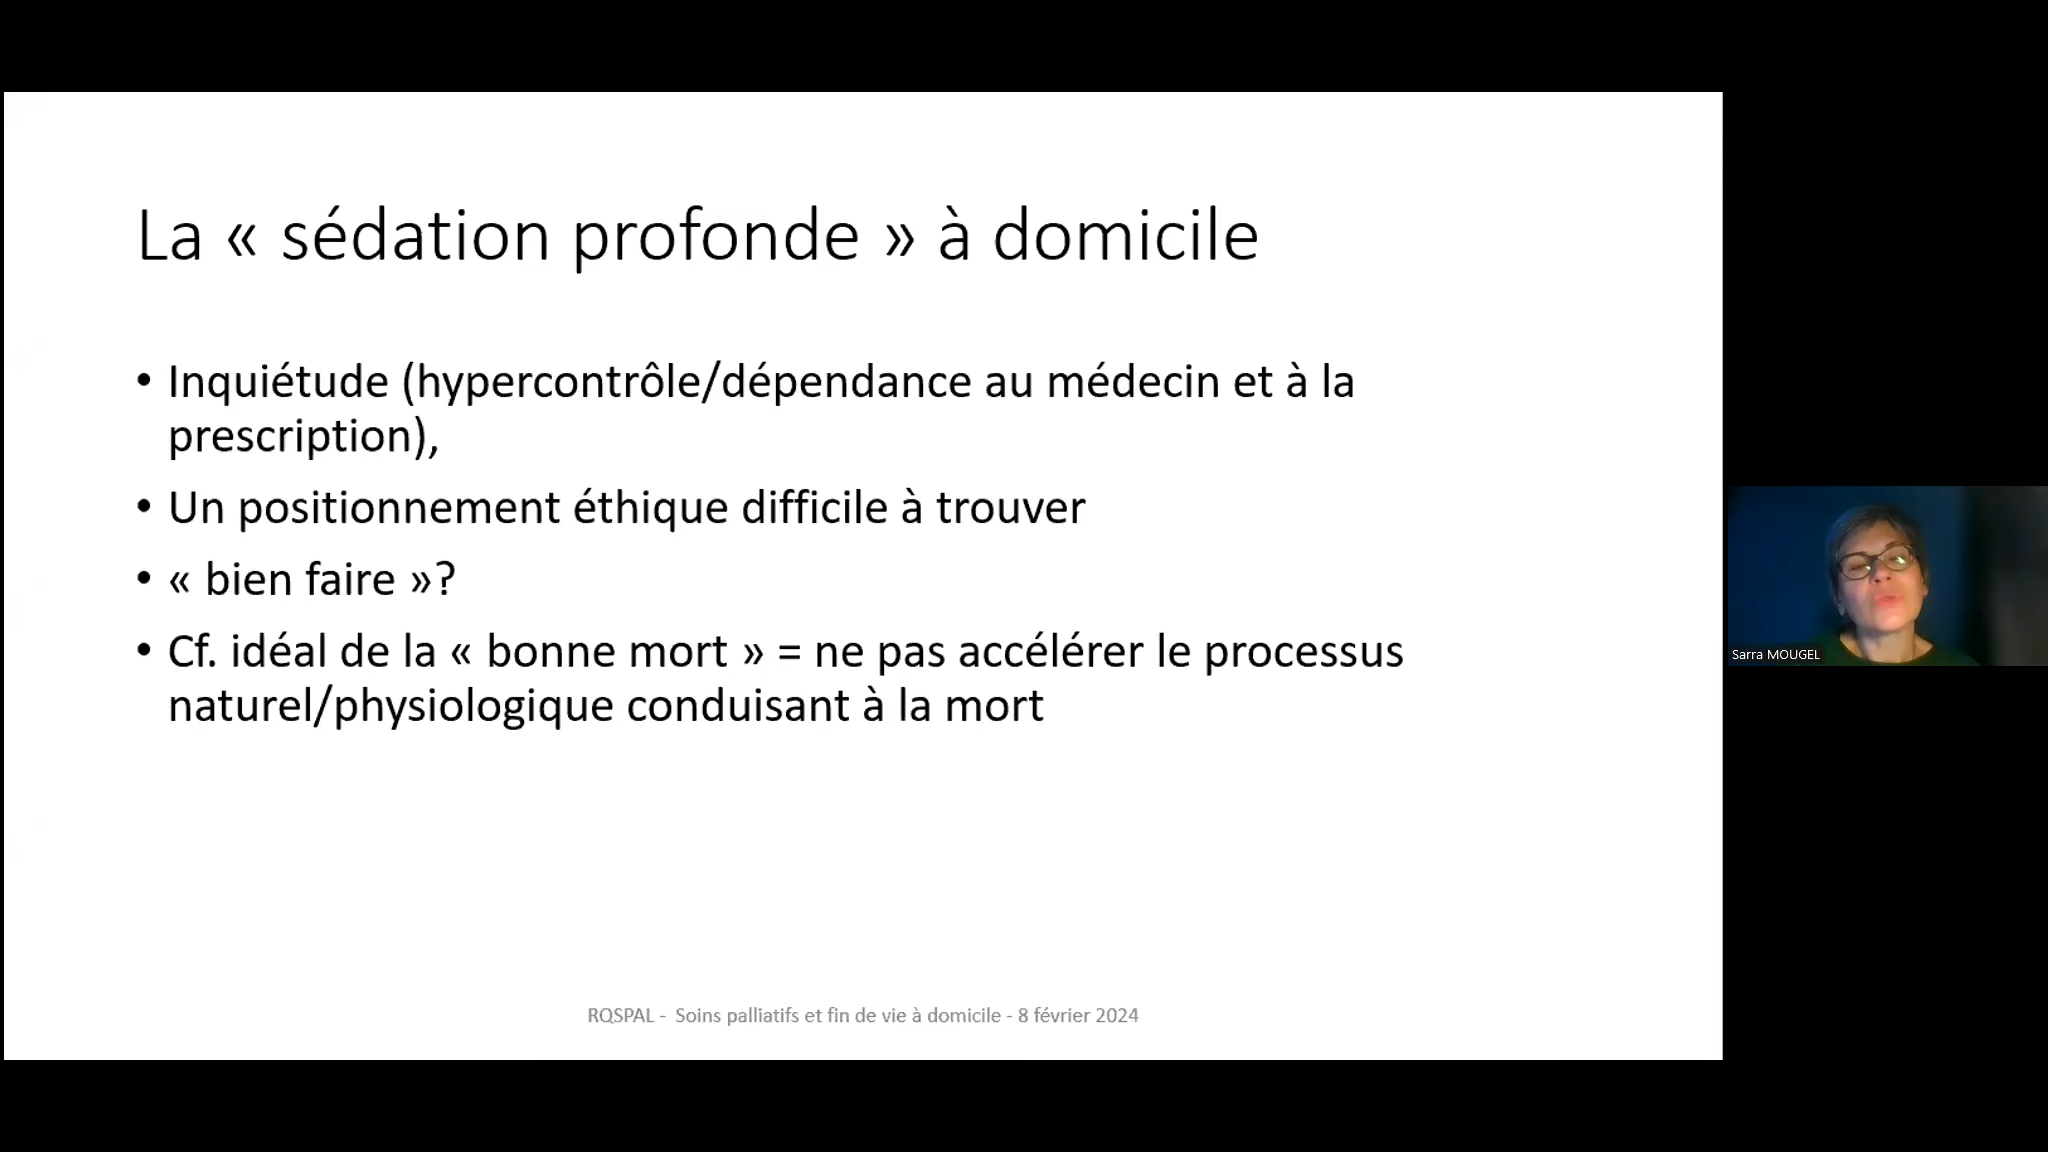 La « sédation profonde » à domicile
• Inquiétude (hypercontrôle/dépendance au médecin et à la
prescription),
• Un positionnement éthique difficile à trouver
• « bien faire »?
• Cf. idéal de la « bonne mort » = ne pas accélérer le processus
naturel/physiologique conduisant à la mort
RQSPAL - Soins palliatifs et fin de vie à domicile - 8 février 2024
Sarra MOUGEL